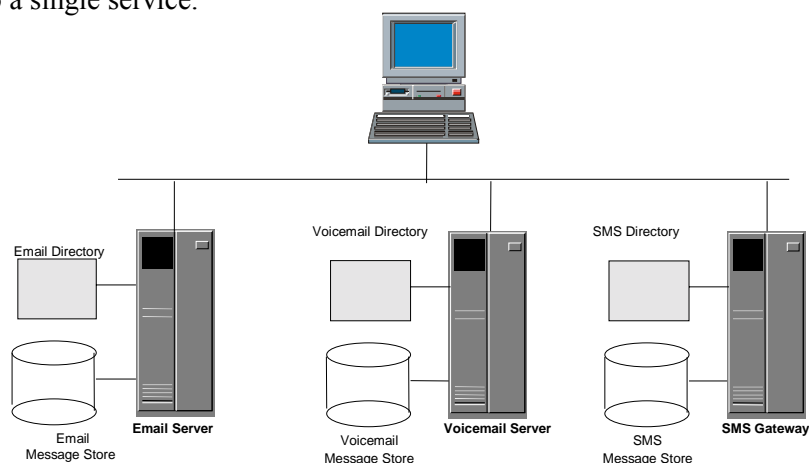 a single service.
Email Directory
Voicemail Directory
SMS Directory
Email Server
Voicemail Server
SMS Gateway
Email
Message Store
Voicemail
Message Store
SMS
Message Store